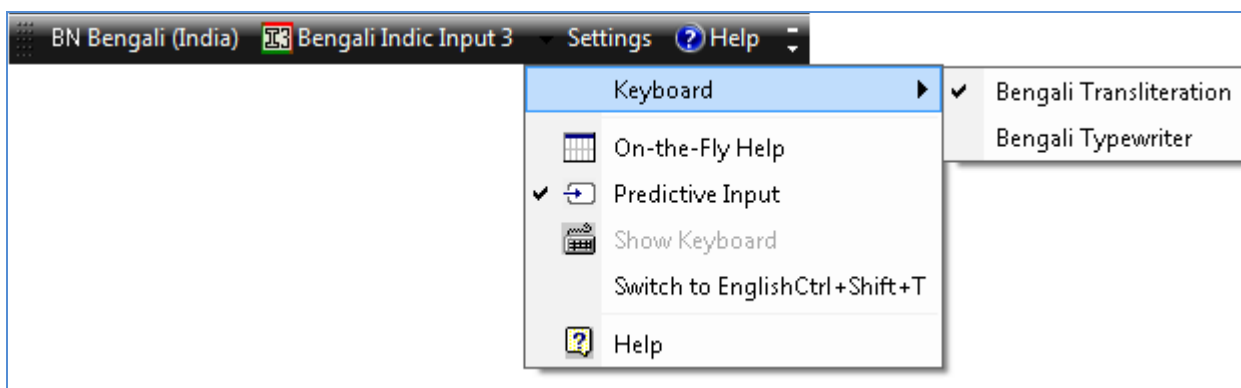 BN Bengali (India) I3 Bengali Indic Input 3 Settings ? Help
Keyboard
Bengali Transliteration
Bengali Typewriter
On-the-Fly Help
Predictive Input
Show Keyboard
Switch to EnglishCtrl+Shift+T
? Help